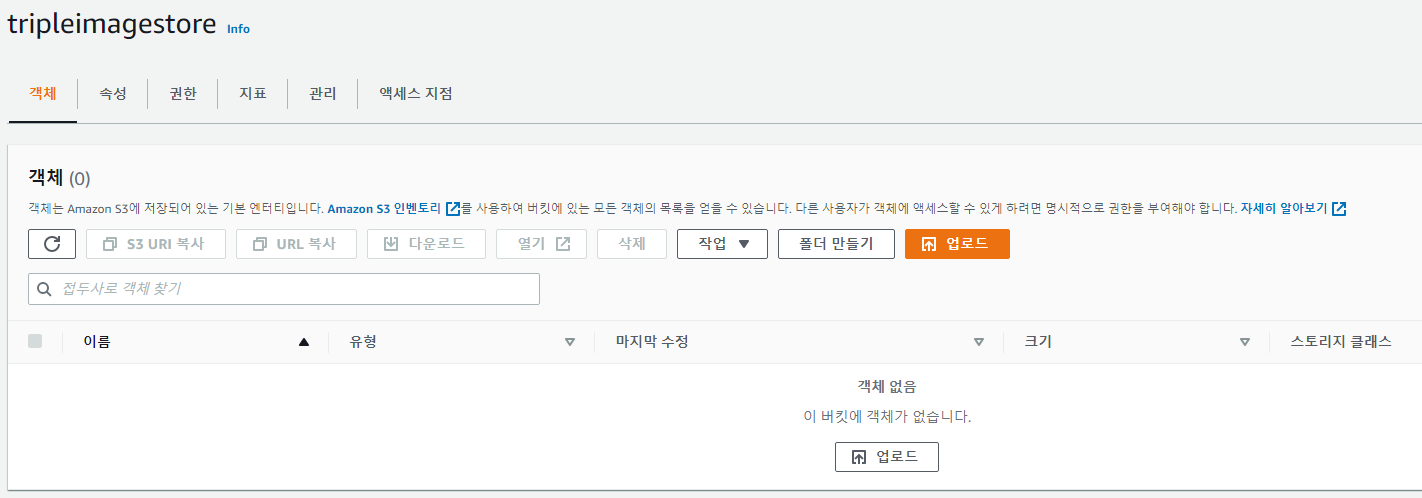 tripleimagestore Info
객체 속성 권한 지표 관리 액세스 지점
객체 (0)
객체는 Amazon S3에 저장되어 있는 기본 엔터티입니다. Amazon S3 인벤토리를 사용하여 버킷에 있는 모든 객체의 목록을 얻을 수 있습니다. 다른 사용자가 객체에 액세스할 수 있게 하려면 명시적으로 권한을 부여해야 합니다. 자세히 알아보기
S3 URI 복사 URL 복사 다운로드 열기 삭제 작업 폴더 만들기 업로드
접두사로 객체 찾기
이름 유형 마지막 수정 크기 스토리지 클래스
객체 없음
이 버킷에 객체가 없습니다.
업로드